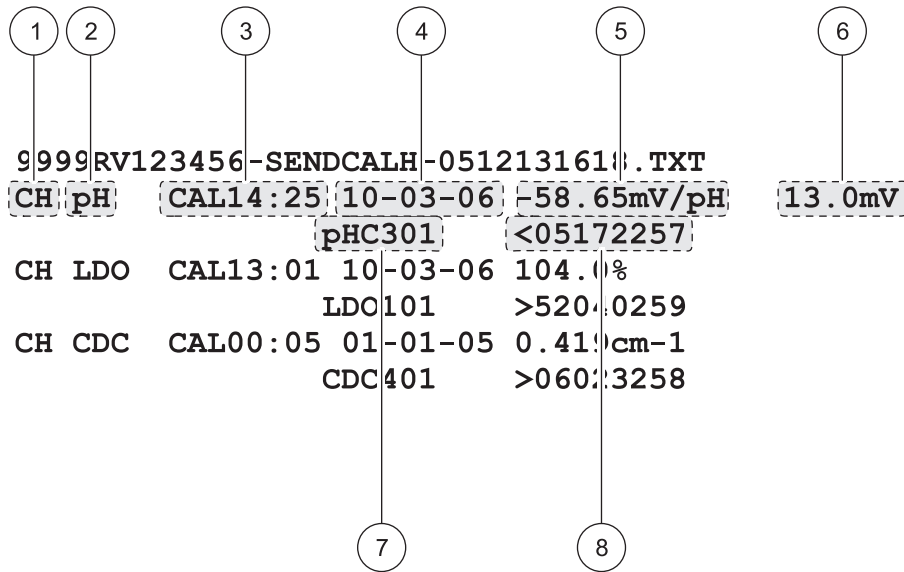 1 2 3 4 5 6
9999RV123456-SENDCALH-0512131618.TXT
CH pH CAL14:25 10-03-06 -58.65mV/pH 13.0mV
pHC301 <05172257
CH LDO CAL13:01 10-03-06 104.0%
LDO101 >52040259
CH CDC CAL00:05 01-01-05 0.419cm-1
CDC401 >06023258
7 8